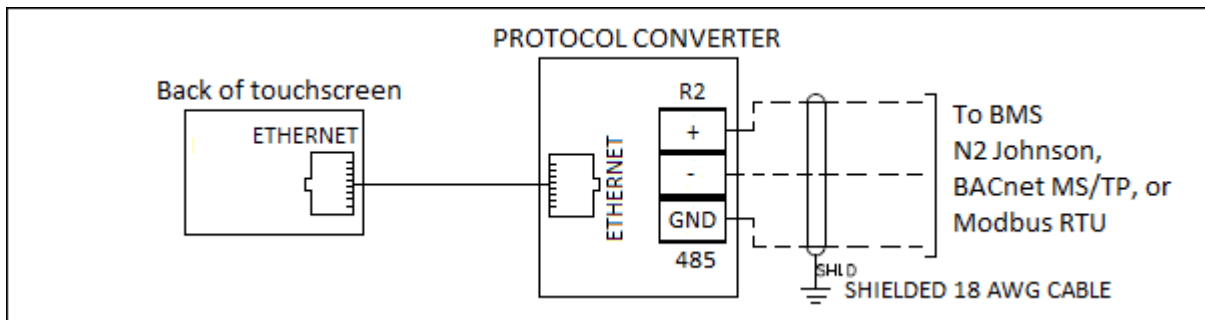 PROTOCOL CONVERTER
Back of touchscreen
ETHERNET
ETHERNET
R2
+
-
GND
485
To BMS
N2 Johnson,
BACnet MS/TP, or
Modbus RTU
SHLD
SHIELDED 18 AWG CABLE